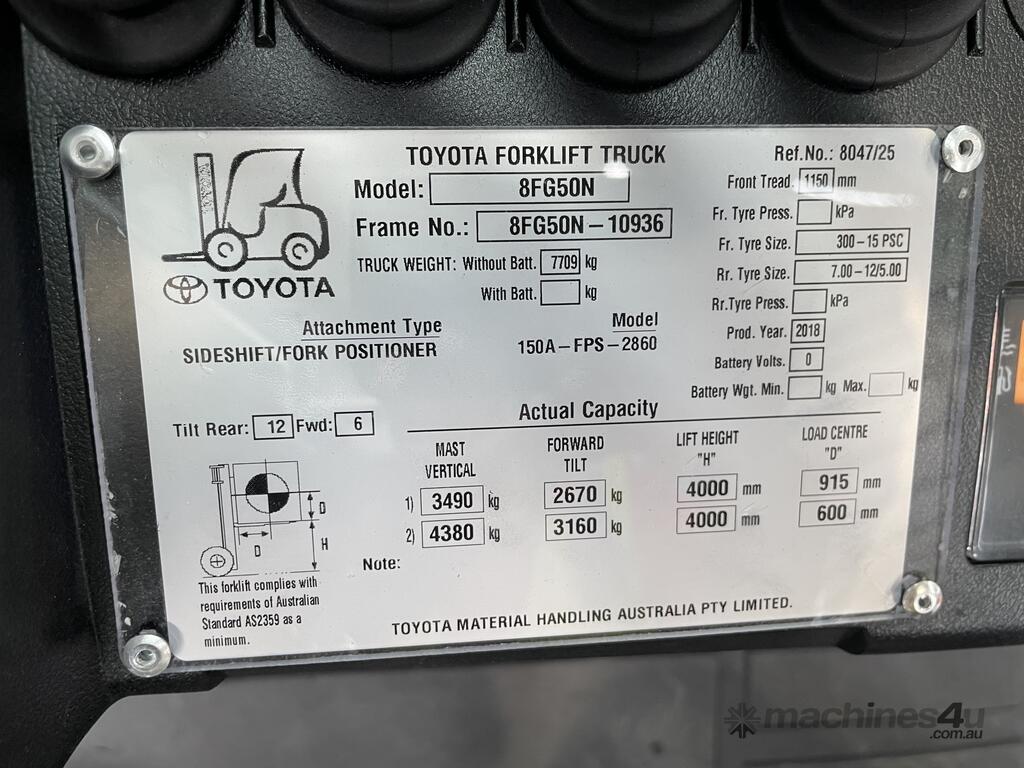 TOYOTA FORKLIFT TRUCK
Ref.No.: 8047/25
Model: 8FG50N
Frame No.: 8FG50N-10936
TRUCK WEIGHT: Without Batt. 7709 kg
With Batt. kg
TOYOTA
Front Tread. 1150 mm
Fr. Tyre Press. kPa
Fr. Tyre Size. 300-15 PSC
Rr. Tyre Size. 7.00-12/5.00
Rr. Tyre Press. kPa
Prod. Year. 2018
Battery Volts. 0
Battery Wgt. Min. kg Max. kg
Attachment Type Model
SIDESHIFT/FORK POSITIONER 150A-FPS-2860
Tilt Rear: 12 Fwd: 6
Actual Capacity
MAST VERTICAL
FORWARD TILT
LIFT HEIGHT "H"
LOAD CENTRE "D"
1) 3490 kg 2670 kg 4000 mm 915 mm
2) 4380 kg 3160 kg 4000 mm 600 mm
D
D
H
Note:
This forklift complies with
requirements of Australian
Standard AS2359 as a
minimum.
TOYOTA MATERIAL HANDLING AUSTRALIA PTY LIMITED.
machines4u
.com.au